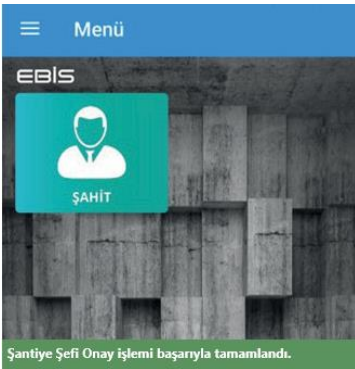 Menü
EBİS
ŞAHİT
Şantiye Şefi Onay işlemi başarıyla tamamlandı.